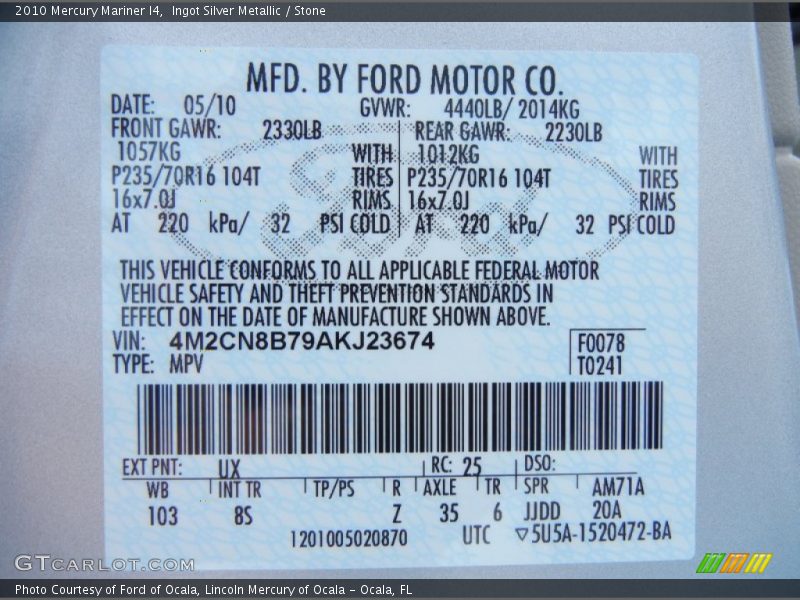 2010 Mercury Mariner I4, Ingot Silver Metallic / Stone
MFD. BY FORD MOTOR CO.
DATE: 05/10 GVWR: 4440LB/ 2014KG
FRONT GAWR: 2330LB REAR GAWR: 2230LB
1057KG WITH 1012KG WITH
P235/70R16 104T TIRES P235/70R16 104T TIRES
16x7.0J RIMS 16x7.0J RIMS
AT 220 kPa/ 32 PSI COLD AT 220 kPa/ 32 PSI COLD
Ford
THIS VEHICLE CONFORMS TO ALL APPLICABLE FEDERAL MOTOR
VEHICLE SAFETY AND THEFT PREVENTION STANDARDS IN
EFFECT ON THE DATE OF MANUFACTURE SHOWN ABOVE.
VIN: 4M2CN8B79AKJ23674 F0078
TYPE: MPV T0241
EXT PNT: UX RC: 25 DSO:
WB INT TR TP/PS R AXLE TR SPR AM71A
103 8S Z 35 6 JJDD 20A
1201005020870 UTC ▽5U5A-1520472-BA
GTCARLOT.COM
Photo Courtesy of Ford of Ocala, Lincoln Mercury of Ocala - Ocala, FL